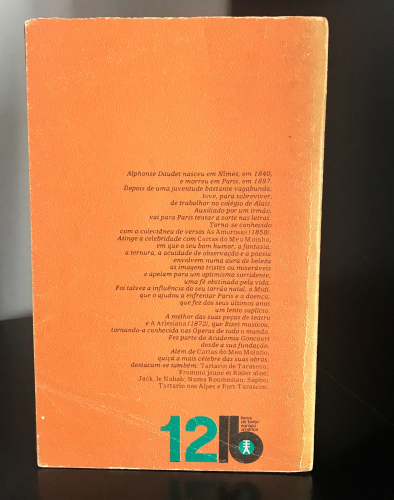 Alphonse Daudet nasceu em Nîmes, em 1840,
e morreu em Paris, em 1897.
Depois de uma juventude bastante vagabunda,
teve, para sobreviver,
de trabalhar no colégio de Alais.
Auxiliado por um irmão,
vai para Paris tentar a sorte nas letras.
Torna-se conhecido
com a colectânea de versos As Amorosas (1858).
Atinge a celebridade com Cartas do Meu Moinho,
em que o seu bom humor, a fantasia,
a ternura, a acuidade de observação e a poesia
envolvem numa aura de beleza
as imagens tristes ou miseráveis
e apelam para um optimismo sorridente,
uma fé obstinada pela vida.
Foi talvez a influência do seu torrão natal, o Midi,
que o ajudou a enfrentar Paris e a doença,
que fez dos seus últimos anos
um lento suplício.
A melhor das suas peças de teatro
é A Arlesiana (1872), que Bizet musicou,
tornando-a conhecida nas Óperas de todo o mundo.
Fez parte da Academia Goncourt
desde a sua fundação.
Além de Cartas do Meu Moinho,
quiçá a mais célebre das suas obras,
destacam-se também: Tartarin de Tarascon;
Fromont jeune et Risler aîné;
Jack; le Nabab; Numa Roumestan; Sapho;
Tartarin nos Alpes e Port-Tarascon.
12 lb
livros
de bolso
europa
américa